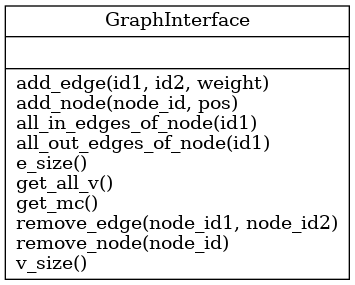 GraphInterface
add_edge(id1, id2, weight)
add_node(node_id, pos)
all_in_edges_of_node(id1)
all_out_edges_of_node(id1)
e_size()
get_all_v()
get_mc()
remove_edge(node_id1, node_id2)
remove_node(node_id)
v_size()